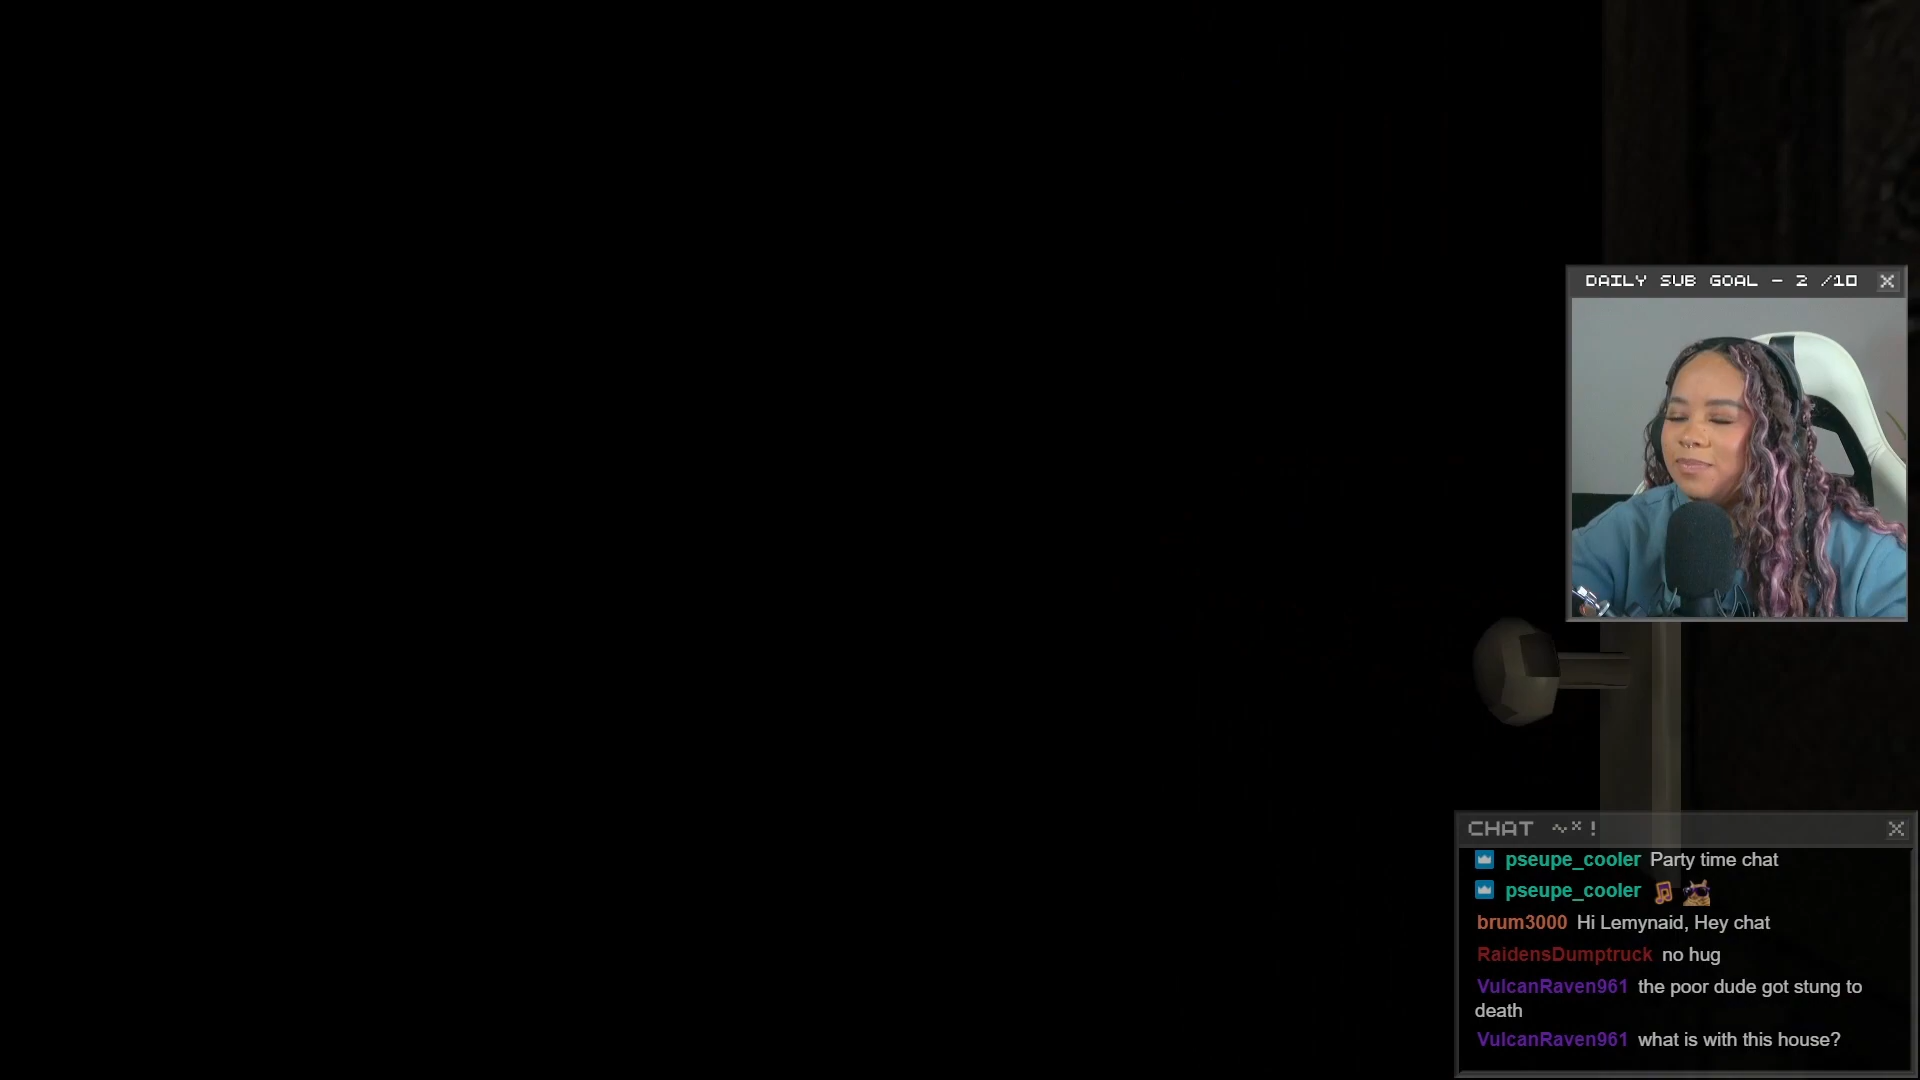 DAILY SUB GOAL - 2 /10
CHAT ~*!
pseupe_cooler Party time chat
pseupe_cooler
brum3000 Hi Lemynaid, Hey chat
RaidensDumptruck no hug
VulcanRaven961 the poor dude got stung to
death
VulcanRaven961 what is with this house?